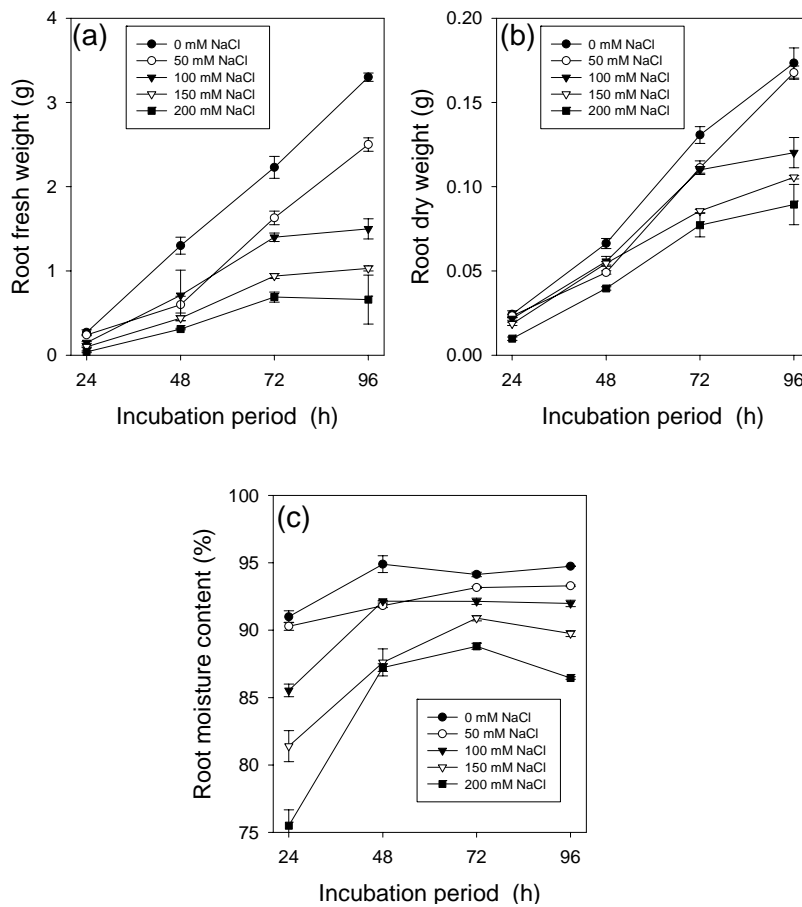 (a)
Root fresh weight (g)
4
3
2
1
0
0 mM NaCl
50 mM NaCl
100 mM NaCl
150 mM NaCl
200 mM NaCl
24 48 72 96
Incubation period (h)
(b)
Root dry weight (g)
0.20
0.15
0.10
0.05
0.00
0 mM NaCl
50 mM NaCl
100 mM NaCl
150 mM NaCl
200 mM NaCl
24 48 72 96
Incubation period (h)
(c)
Root moisture content (%)
100
95
90
85
80
75
0 mM NaCl
50 mM NaCl
100 mM NaCl
150 mM NaCl
200 mM NaCl
24 48 72 96
Incubation period (h)